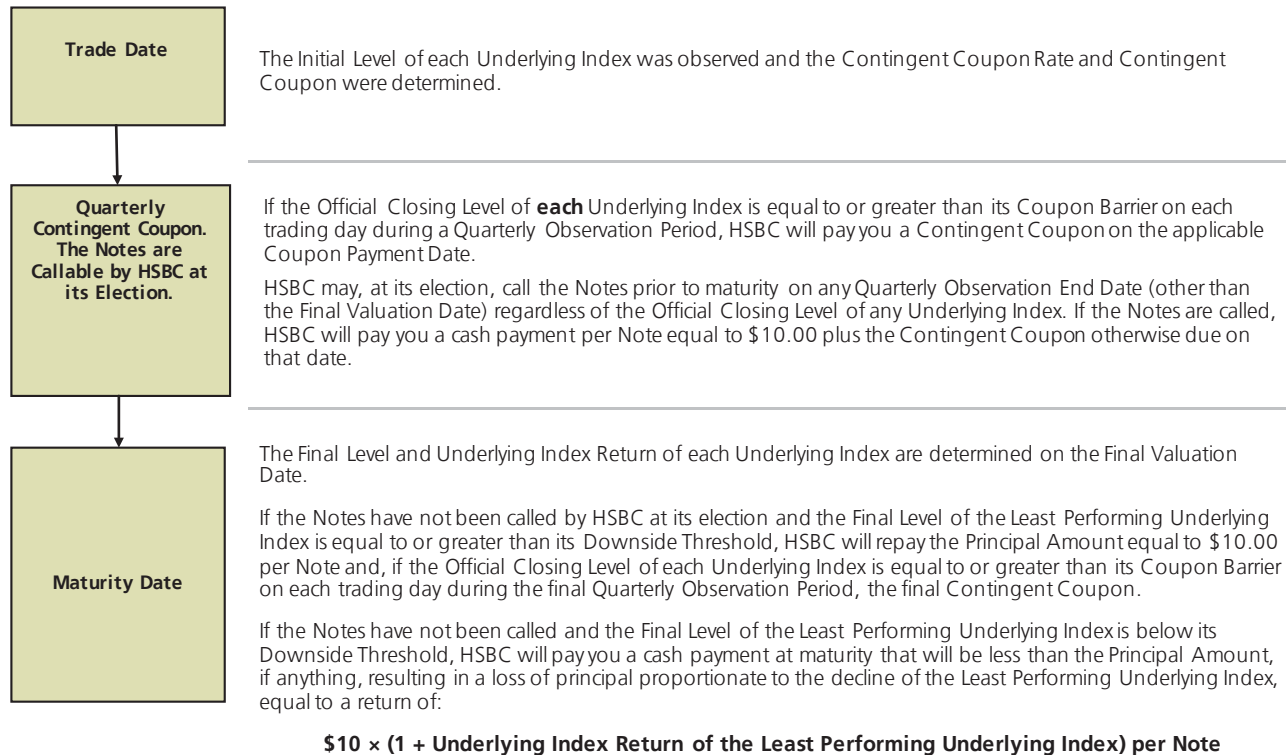 Trade Date
The Initial Level of each Underlying Index was observed and the Contingent Coupon Rate and Contingent
Coupon were determined.
Quarterly
Contingent Coupon.
The Notes are
Callable by HSBC at
its Election.
If the Official Closing Level of each Underlying Index is equal to or greater than its Coupon Barrier on each
trading day during a Quarterly Observation Period, HSBC will pay you a Contingent Coupon on the applicable
Coupon Payment Date.
HSBC may, at its election, call the Notes prior to maturity on any Quarterly Observation End Date (other than
the Final Valuation Date) regardless of the Official Closing Level of any Underlying Index. If the Notes are called,
HSBC will pay you a cash payment per Note equal to $10.00 plus the Contingent Coupon otherwise due on
that date.
Maturity Date
The Final Level and Underlying Index Return of each Underlying Index are determined on the Final Valuation
Date.
If the Notes have not been called by HSBC at its election and the Final Level of the Least Performing Underlying
Index is equal to or greater than its Downside Threshold, HSBC will repay the Principal Amount equal to $10.00
per Note and, if the Official Closing Level of each Underlying Index is equal to or greater than its Coupon Barrier
on each trading day during the final Quarterly Observation Period, the final Contingent Coupon.
If the Notes have not been called and the Final Level of the Least Performing Underlying Index is below its
Downside Threshold, HSBC will pay you a cash payment at maturity that will be less than the Principal Amount,
if anything, resulting in a loss of principal proportionate to the decline of the Least Performing Underlying Index,
equal to a return of:
$10 × (1 + Underlying Index Return of the Least Performing Underlying Index) per Note